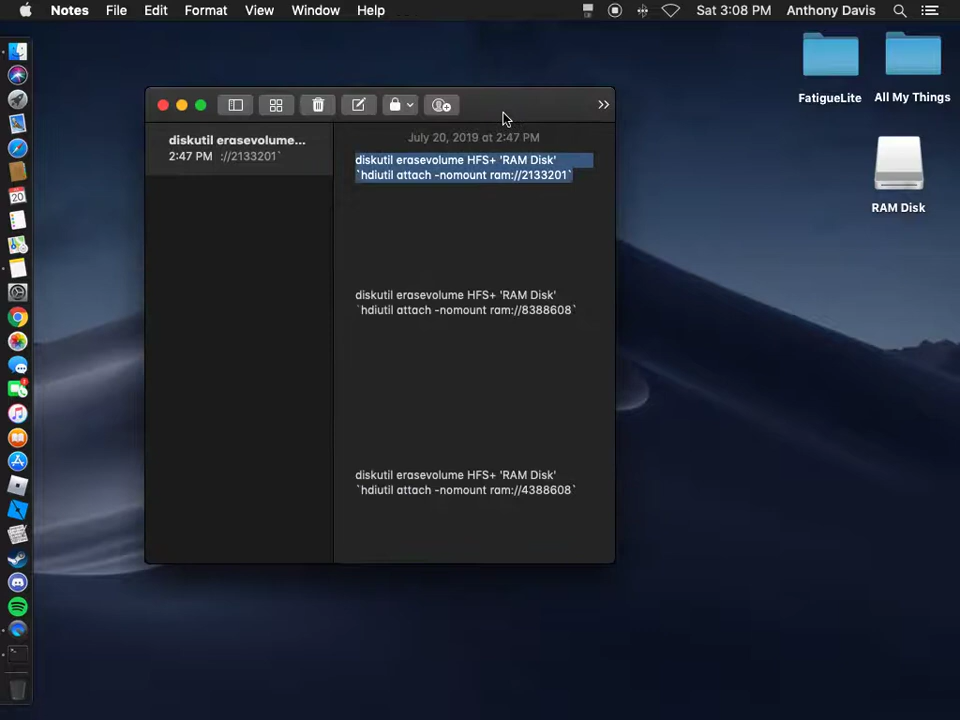 Notes File Edit Format View Window Help Sat 3:08 PM Anthony Davis
FatigueLite All My Things
RAM Disk
diskutil erasevolume...
2:47 PM ://2133201`
July 20, 2019 at 2:47 PM
diskutil erasevolume HFS+ 'RAM Disk'
`hdiutil attach -nomount ram://2133201`
diskutil erasevolume HFS+ 'RAM Disk'
`hdiutil attach -nomount ram://8388608`
diskutil erasevolume HFS+ 'RAM Disk'
`hdiutil attach -nomount ram://4388608`
20